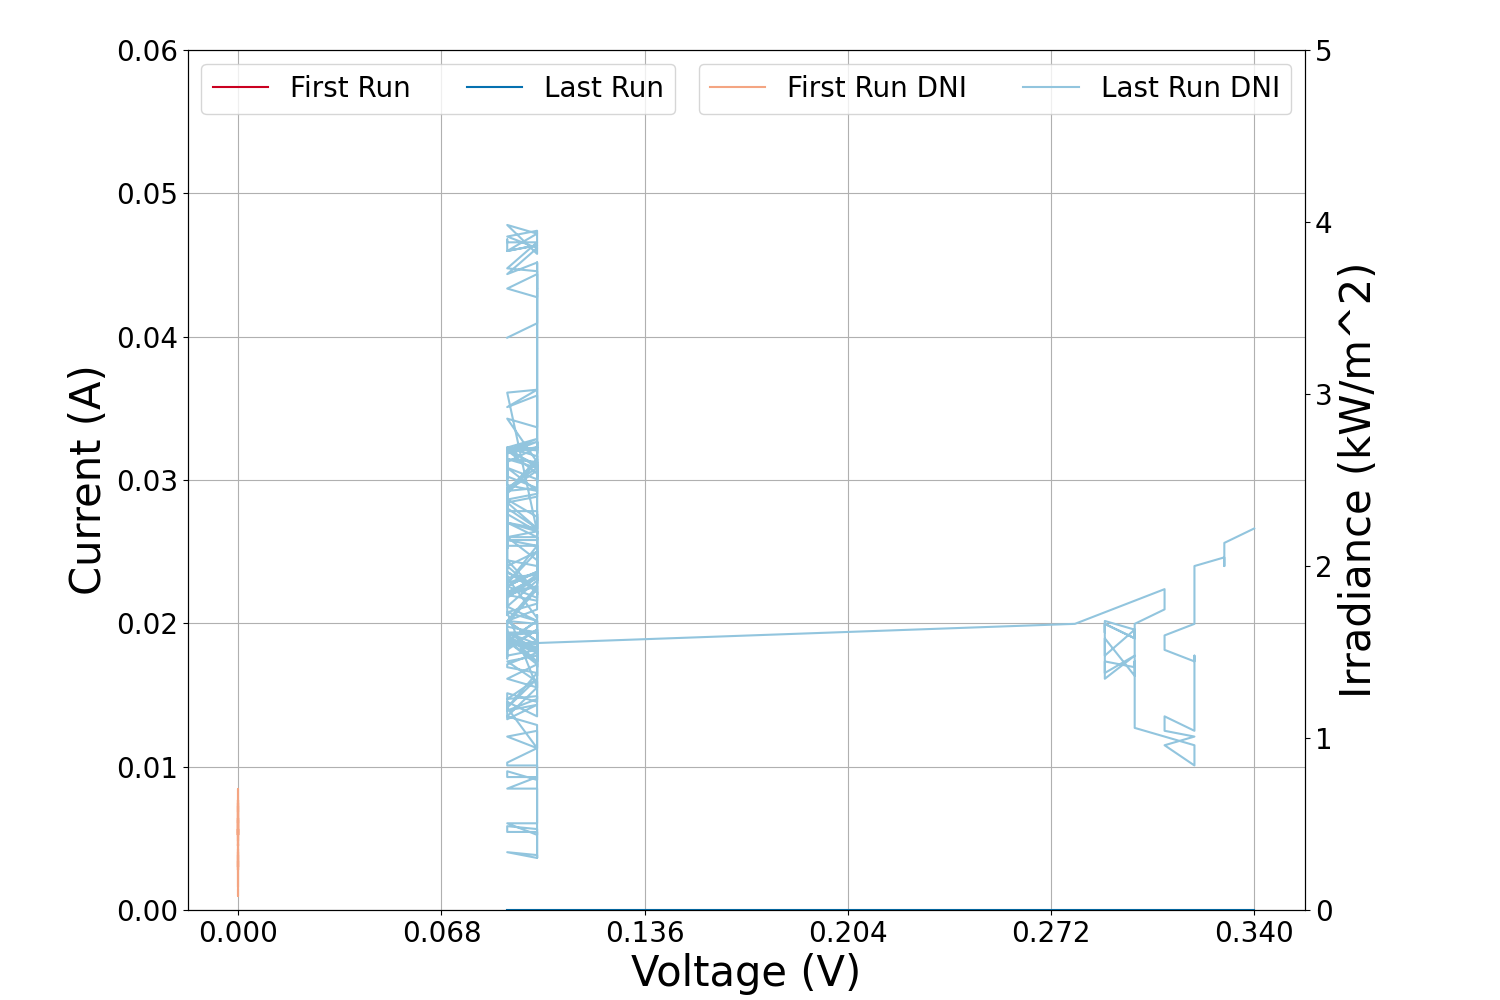 First Run
Last Run
First Run DNI
Last Run DNI
0.06
0.05
0.04
0.03
0.02
0.01
0.00
Current (A)
5
4
3
2
1
0
Irradiance (kW/m^2)
0.000
0.068
0.136
0.204
0.272
0.340
Voltage (V)